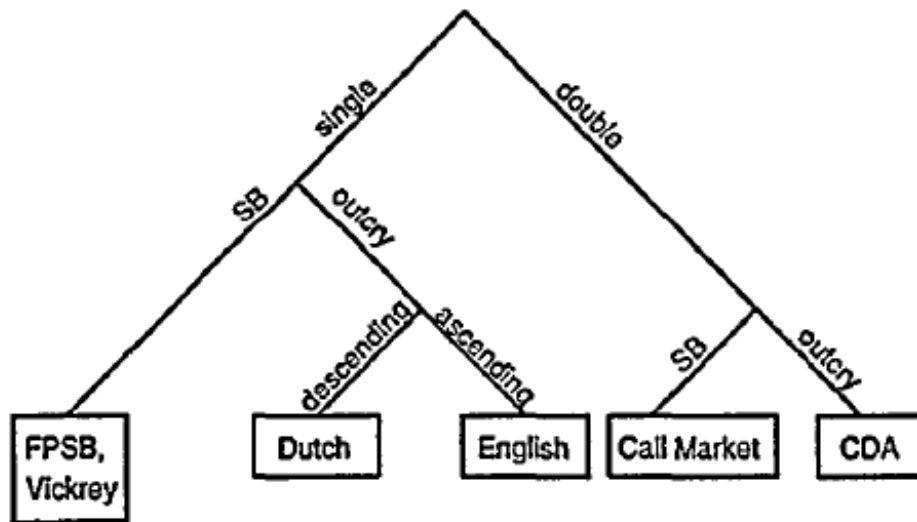 single
double
SB
outcry
descending
ascending
SB
outcry
FPSB,
Vickrey
Dutch
English
Call Market
CDA